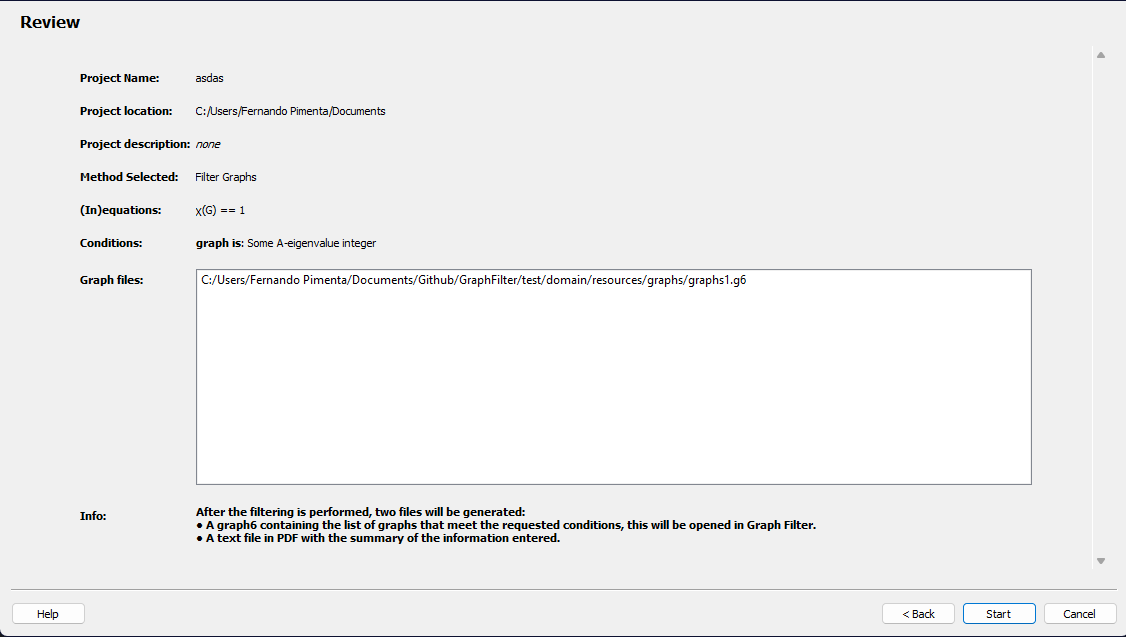 Review
Project Name: asdas
Project location: C:/Users/Fernando Pimenta/Documents
Project description: none
Method Selected: Filter Graphs
(In)equations: χ(G) == 1
Conditions: graph is: Some A-eigenvalue integer
Graph files: C:/Users/Fernando Pimenta/Documents/Github/GraphFilter/test/domain/resources/graphs/graphs1.g6
Info: After the filtering is performed, two files will be generated:
● A graph6 containing the list of graphs that meet the requested conditions, this will be opened in Graph Filter.
● A text file in PDF with the summary of the information entered.
Help < Back Start Cancel